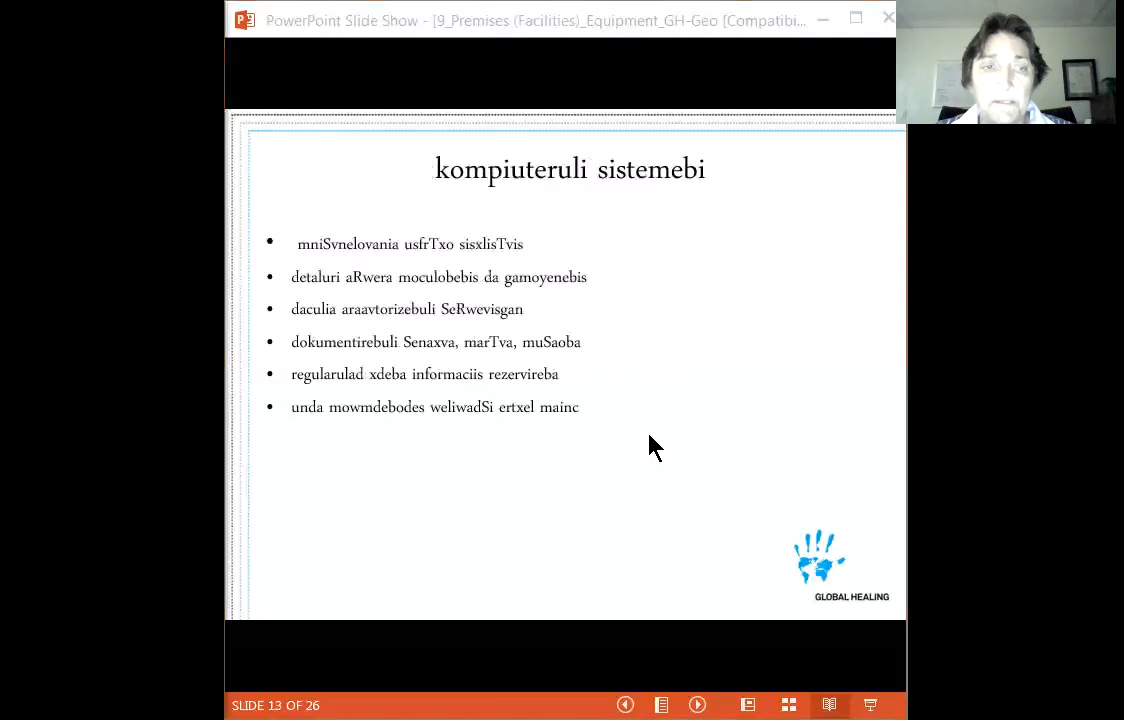 PowerPoint Slide Show - [9_Premises (Facilities)_Equipment_GH-Geo [Compatibi...
kompiuteruli sistemebi
• mniSvnelovania usfrTxo sisxlisTvis
• detaluri aRwera moculobebis da gamoyenebis
• daculia araavtorizebuli SeRwevisgan
• dokumentirebuli Senaxva, marTva, muSaoba
• regularulad xdeba informaciis rezervireba
• unda mowmdebodes weliwadSi ertxel mainc
GLOBAL HEALING
SLIDE 13 OF 26